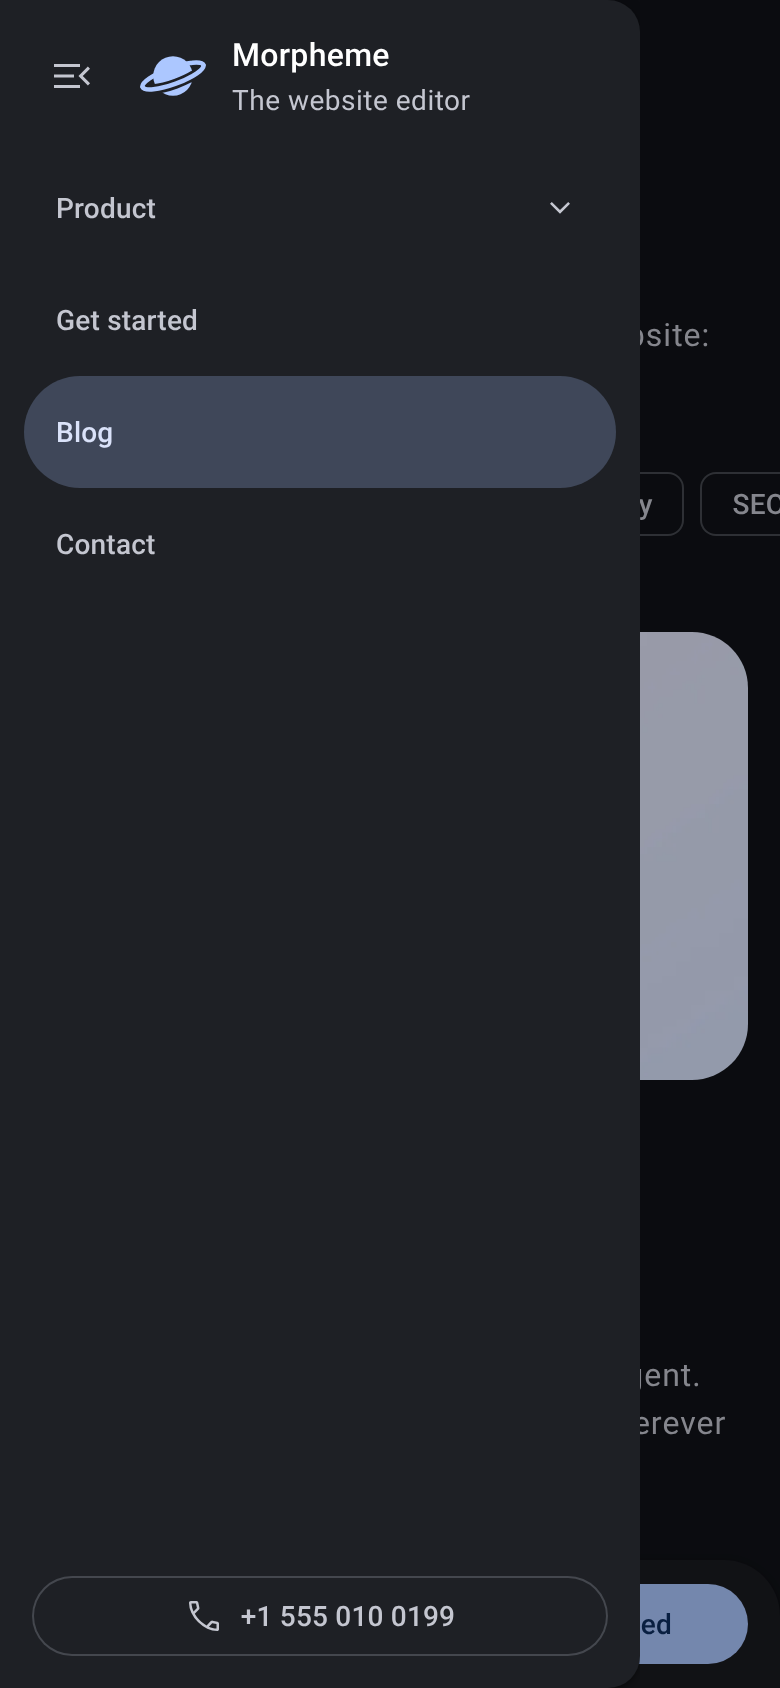 Morpheme
The website editor
Product
Get started
Blog
Contact
+1 555 010 0199